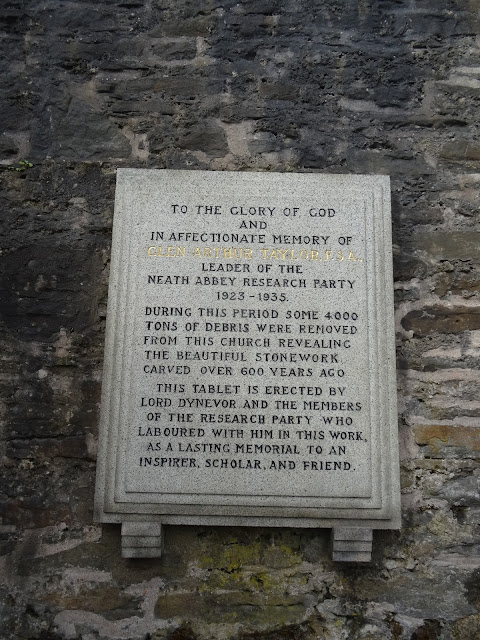 TO THE GLORY OF GOD
AND
IN AFFECTIONATE MEMORY OF
GLEN ARTHUR TAYLOR, F.S.A.
LEADER OF THE
NEATH ABBEY RESEARCH PARTY
1923-1935.
DURING THIS PERIOD SOME 4000
TONS OF DEBRIS WERE REMOVED
FROM THIS CHURCH REVEALING
THE BEAUTIFUL STONEWORK
CARVED OVER 600 YEARS AGO
THIS TABLET IS ERECTED BY
LORD DYNEVOR AND THE MEMBERS
OF THE RESEARCH PARTY WHO
LABOURED WITH HIM IN THIS WORK,
AS A LASTING MEMORIAL TO AN
INSPIRER, SCHOLAR, AND FRIEND.